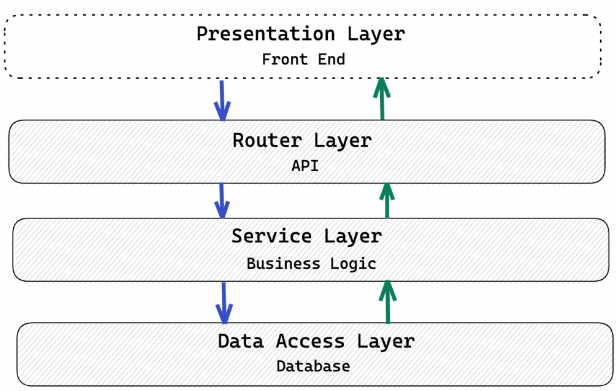 Presentation Layer
Front End
Router Layer
API
Service Layer
Business Logic
Data Access Layer
Database